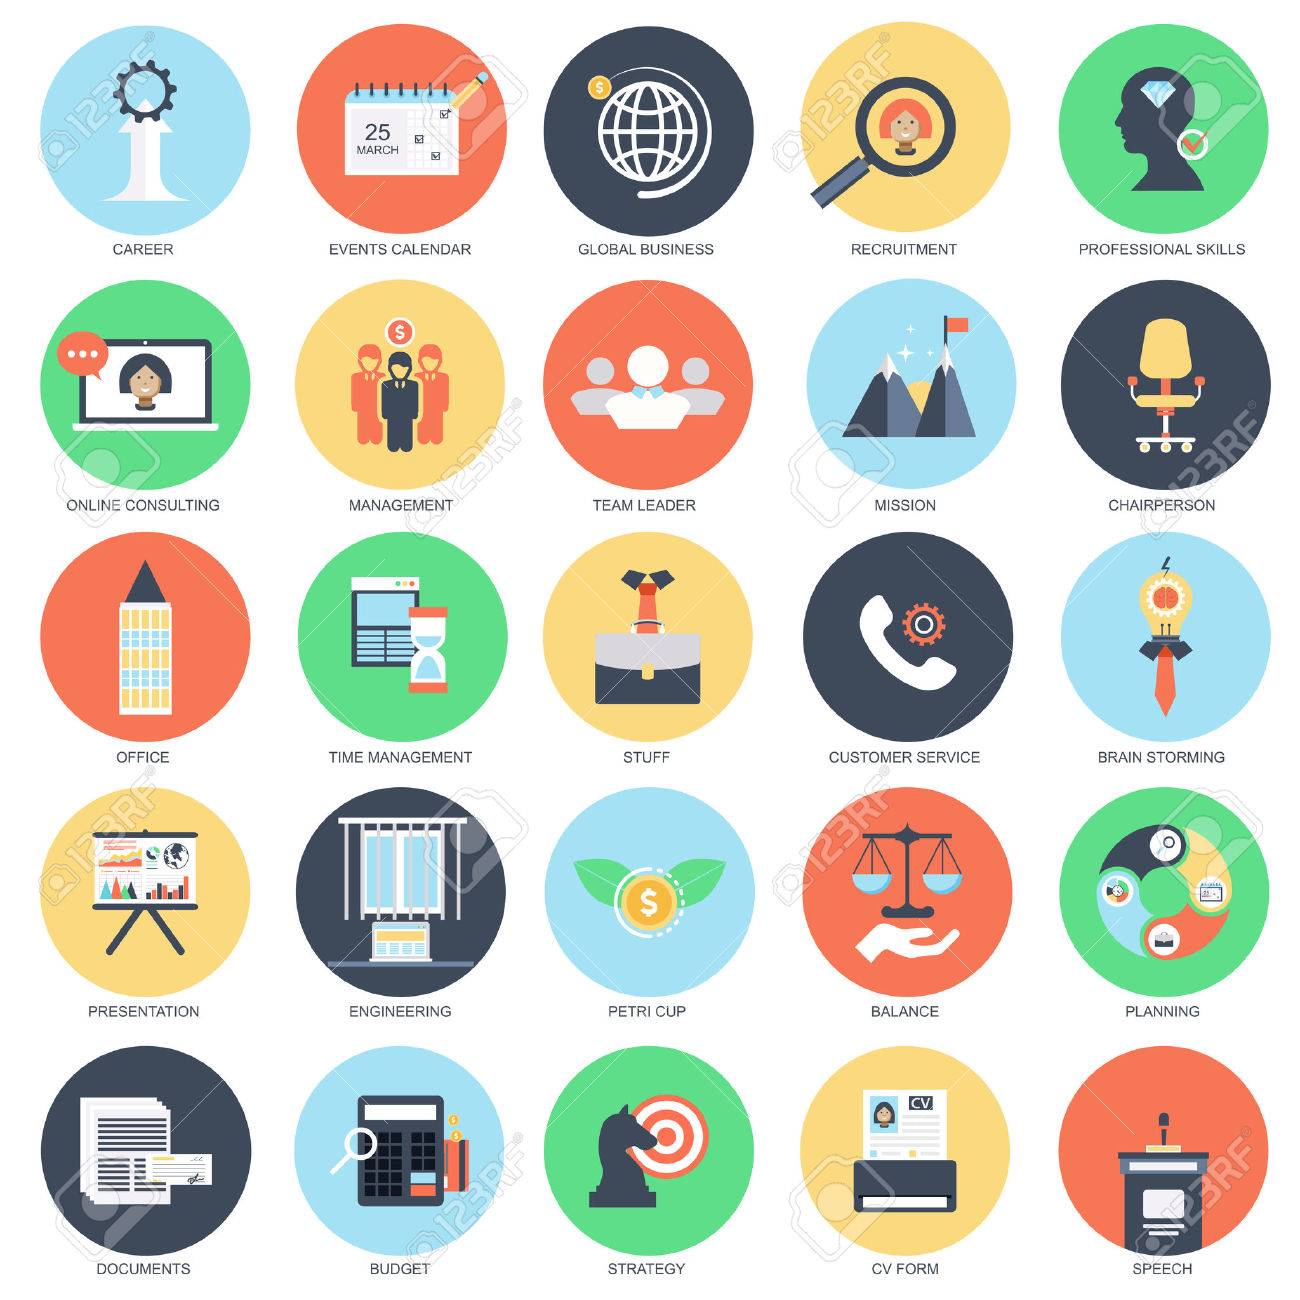 25
MARCH
$
CAREER
EVENTS CALENDAR
GLOBAL BUSINESS
RECRUITMENT
PROFESSIONAL SKILLS
$
ONLINE CONSULTING
MANAGEMENT
TEAM LEADER
MISSION
CHAIRPERSON
OFFICE
TIME MANAGEMENT
STUFF
CUSTOMER SERVICE
BRAIN STORMING
$
PRESENTATION
ENGINEERING
PETRI CUP
BALANCE
PLANNING
CV
DOCUMENTS
BUDGET
STRATEGY
CV FORM
SPEECH
123RF